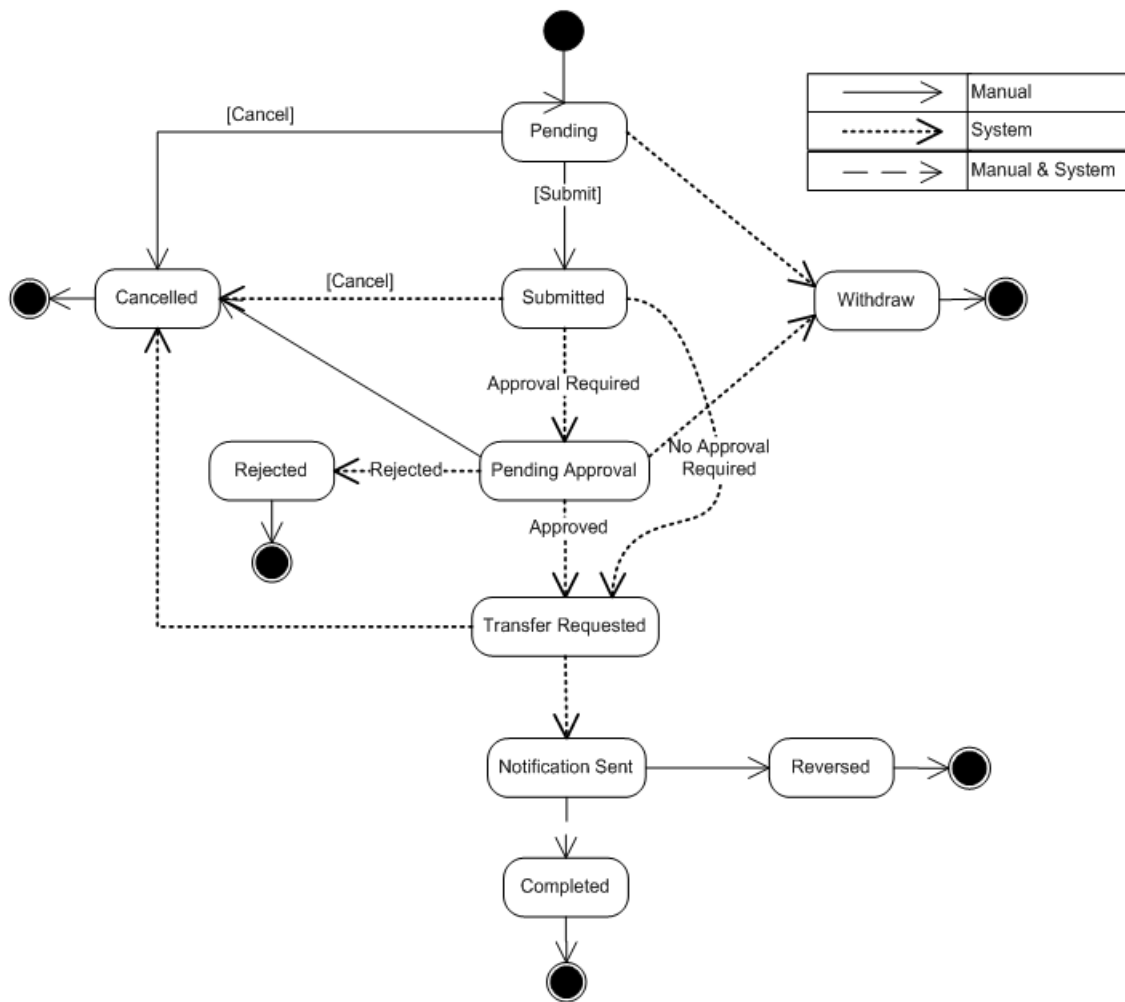 Manual
System
Manual & System
[Cancel]
Pending
[Submit]
Cancelled
[Cancel]
Submitted
Withdraw
Approval Required
No Approval
Required
Rejected
Rejected
Pending Approval
Approved
Transfer Requested
Notification Sent
Reversed
Completed